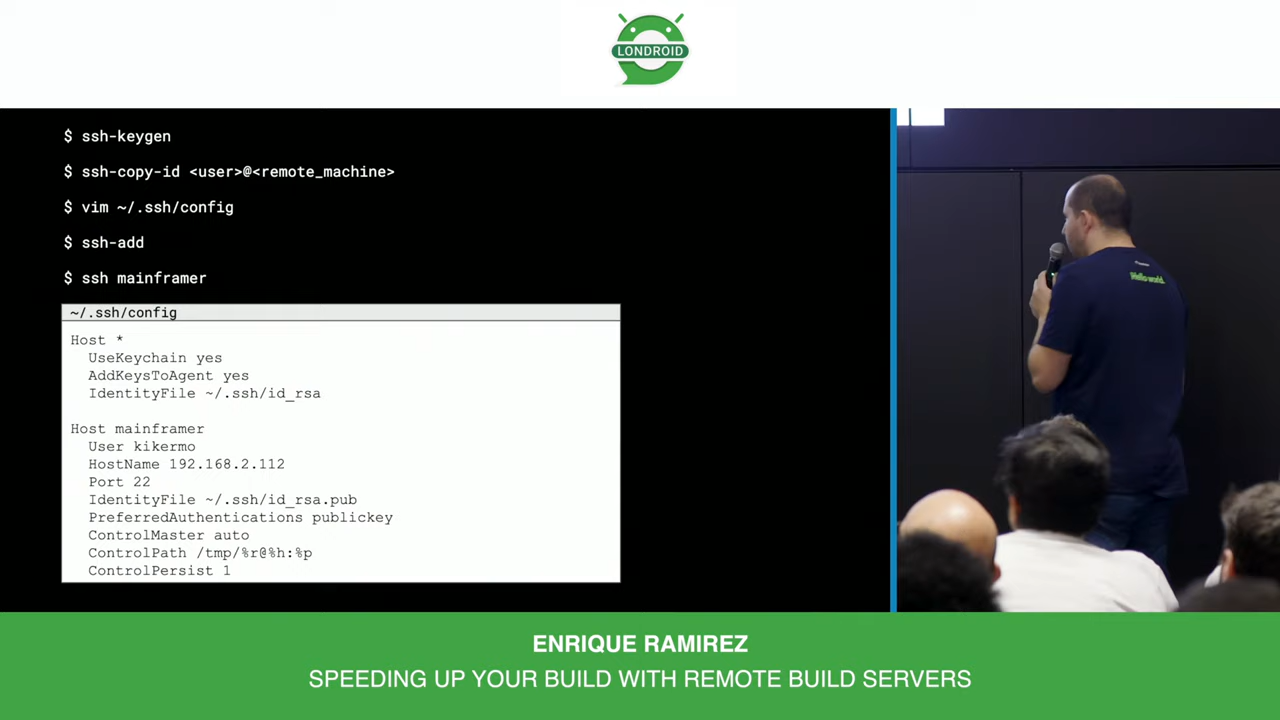 LONDROID
$ ssh-keygen
$ ssh-copy-id <user>@<remote_machine>
$ vim ~/.ssh/config
$ ssh-add
$ ssh mainframer
~/.ssh/config
Host *
  UseKeychain yes
  AddKeysToAgent yes
  IdentityFile ~/.ssh/id_rsa
Host mainframer
  User kikermo
  HostName 192.168.2.112
  Port 22
  IdentityFile ~/.ssh/id_rsa.pub
  PreferredAuthentications publickey
  ControlMaster auto
  ControlPath /tmp/%r@%h:%p
  ControlPersist 1
Hello world.
ENRIQUE RAMIREZ
SPEEDING UP YOUR BUILD WITH REMOTE BUILD SERVERS